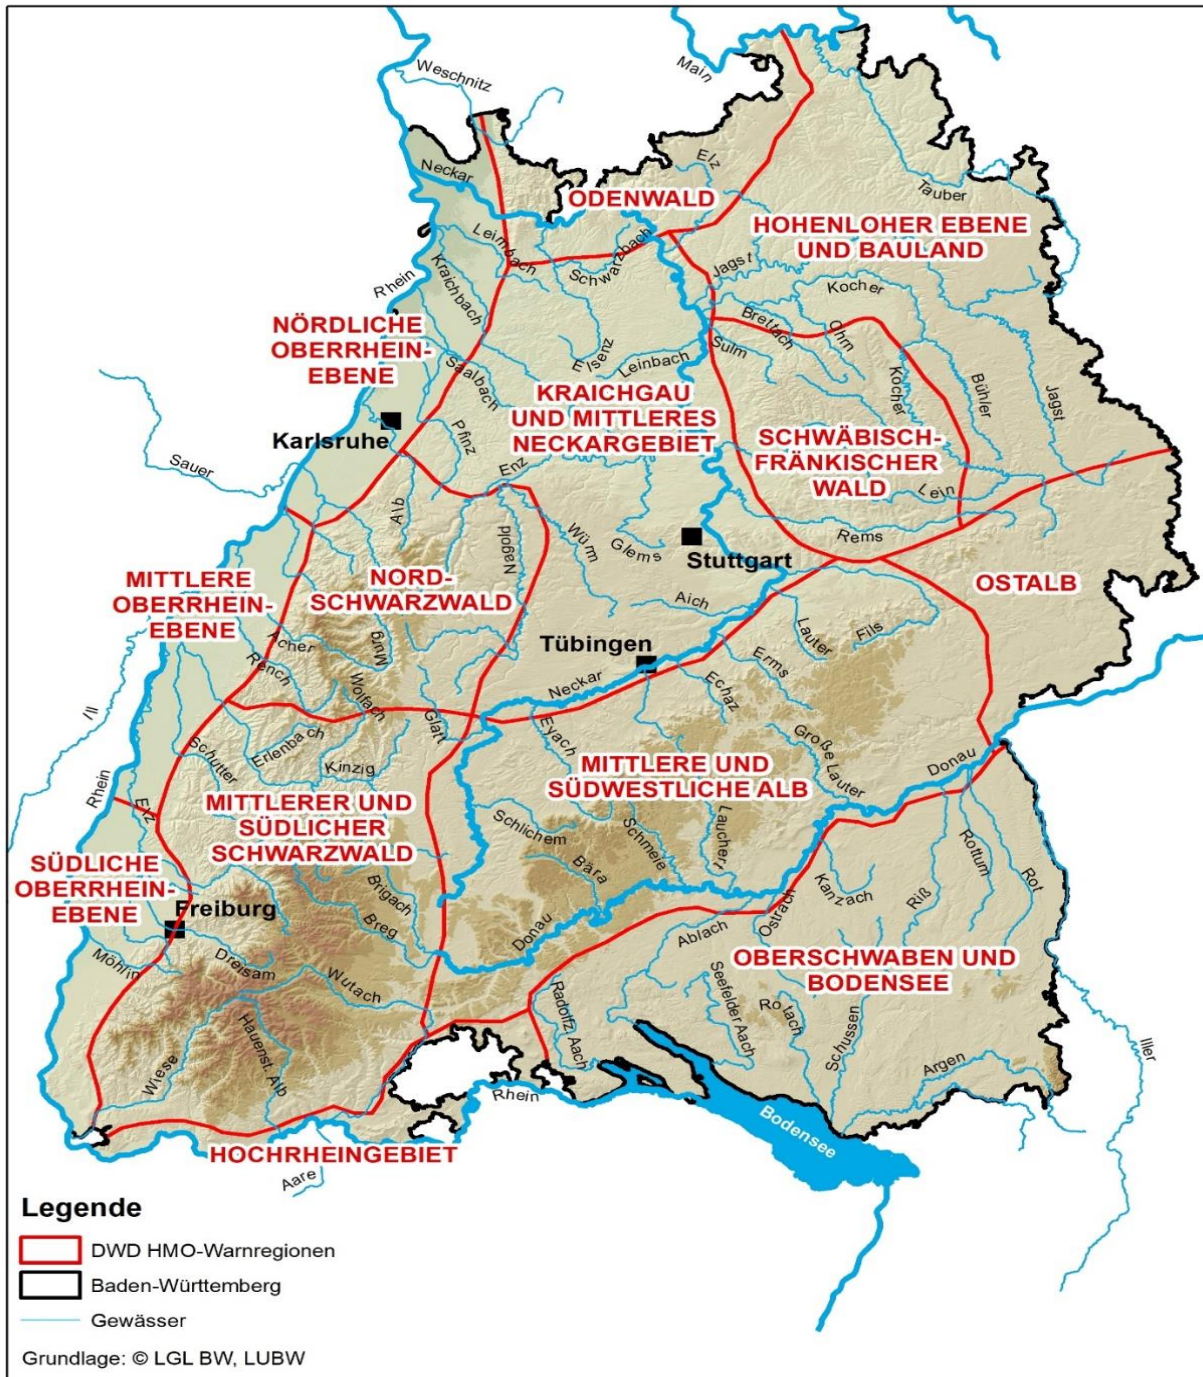 Weschnitz
Main
Neckar
Elz
Tauber
ODENWALD
HOHENLOHER EBENE
UND BAULAND
Leimbach
Schwarzbach
Jagst
Rhein
Kraichbach
Kocher
NÖRDLICHE
OBERRHEIN-
EBENE
Brettach
Ohrn
Sulm
Elsenz
Leinbach
Saalbach
Kocher
Bühler
Jagst
KRAICHGAU
UND MITTLERES
NECKARGEBIET
Karlsruhe
Pfinz
SCHWÄBISCH-
FRÄNKISCHER
WALD
Sauer
Enz
Lein
Alb
Nagold
Würm
Glems
Rems
Stuttgart
MITTLERE
OBERRHEIN-
EBENE
NORD-
SCHWARZWALD
OSTALB
Aich
Acher
Murg
Tübingen
Lauter
Fils
Rench
Wolfach
Neckar
Echaz
Erms
Ill
Glatt
Eyach
Schutter
Erlenbach
Kinzig
Große Lauter
Donau
MITTLERE UND
SÜDWESTLICHE ALB
Rhein
Elz
MITTLERER UND
SÜDLICHER
SCHWARZWALD
Schlichem
Schmeie
Lauchert
Bära
SÜDLICHE
OBERRHEIN-
EBENE
Brigach
Kanzach
Riß
Rottum
Rot
Freiburg
Breg
Donau
Ablach
Ostrach
Möhlin
Dreisam
Wutach
OBERSCHWABEN UND
BODENSEE
Radolfz. Aach
Seefelder Aach
Rotach
Schussen
Wiese
Hauenst. Alb
Argen
Iller
Rhein
Bodensee
HOCHRHEINGEBIET
Aare
Legende
DWD HMO-Warnregionen
Baden-Württemberg
Gewässer
Grundlage: © LGL BW, LUBW